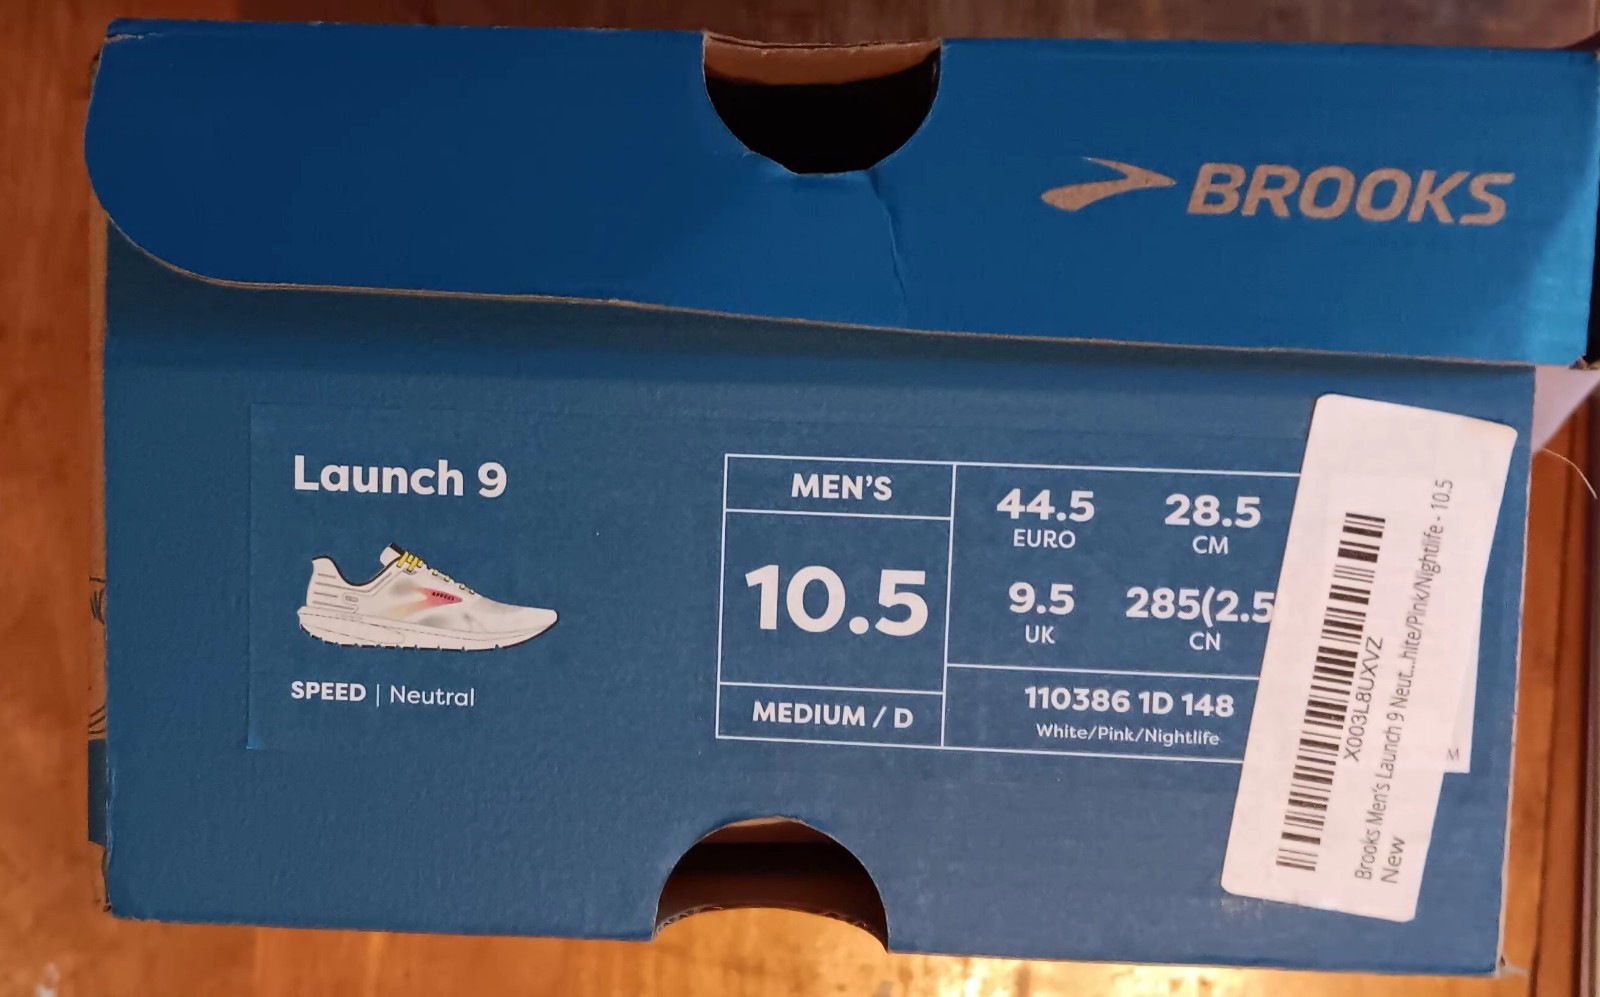 BROOKS
Launch 9
SPEED | Neutral
MEN'S
10.5
MEDIUM / D
44.5
EURO
28.5
CM
9.5
UK
285(2.5
CN
110386 1D 148
White/Pink/Nightlife
X003L8UXVZ
Brooks Men's Launch 9 Neut...hite/Pink/Nightlife - 10.5
New